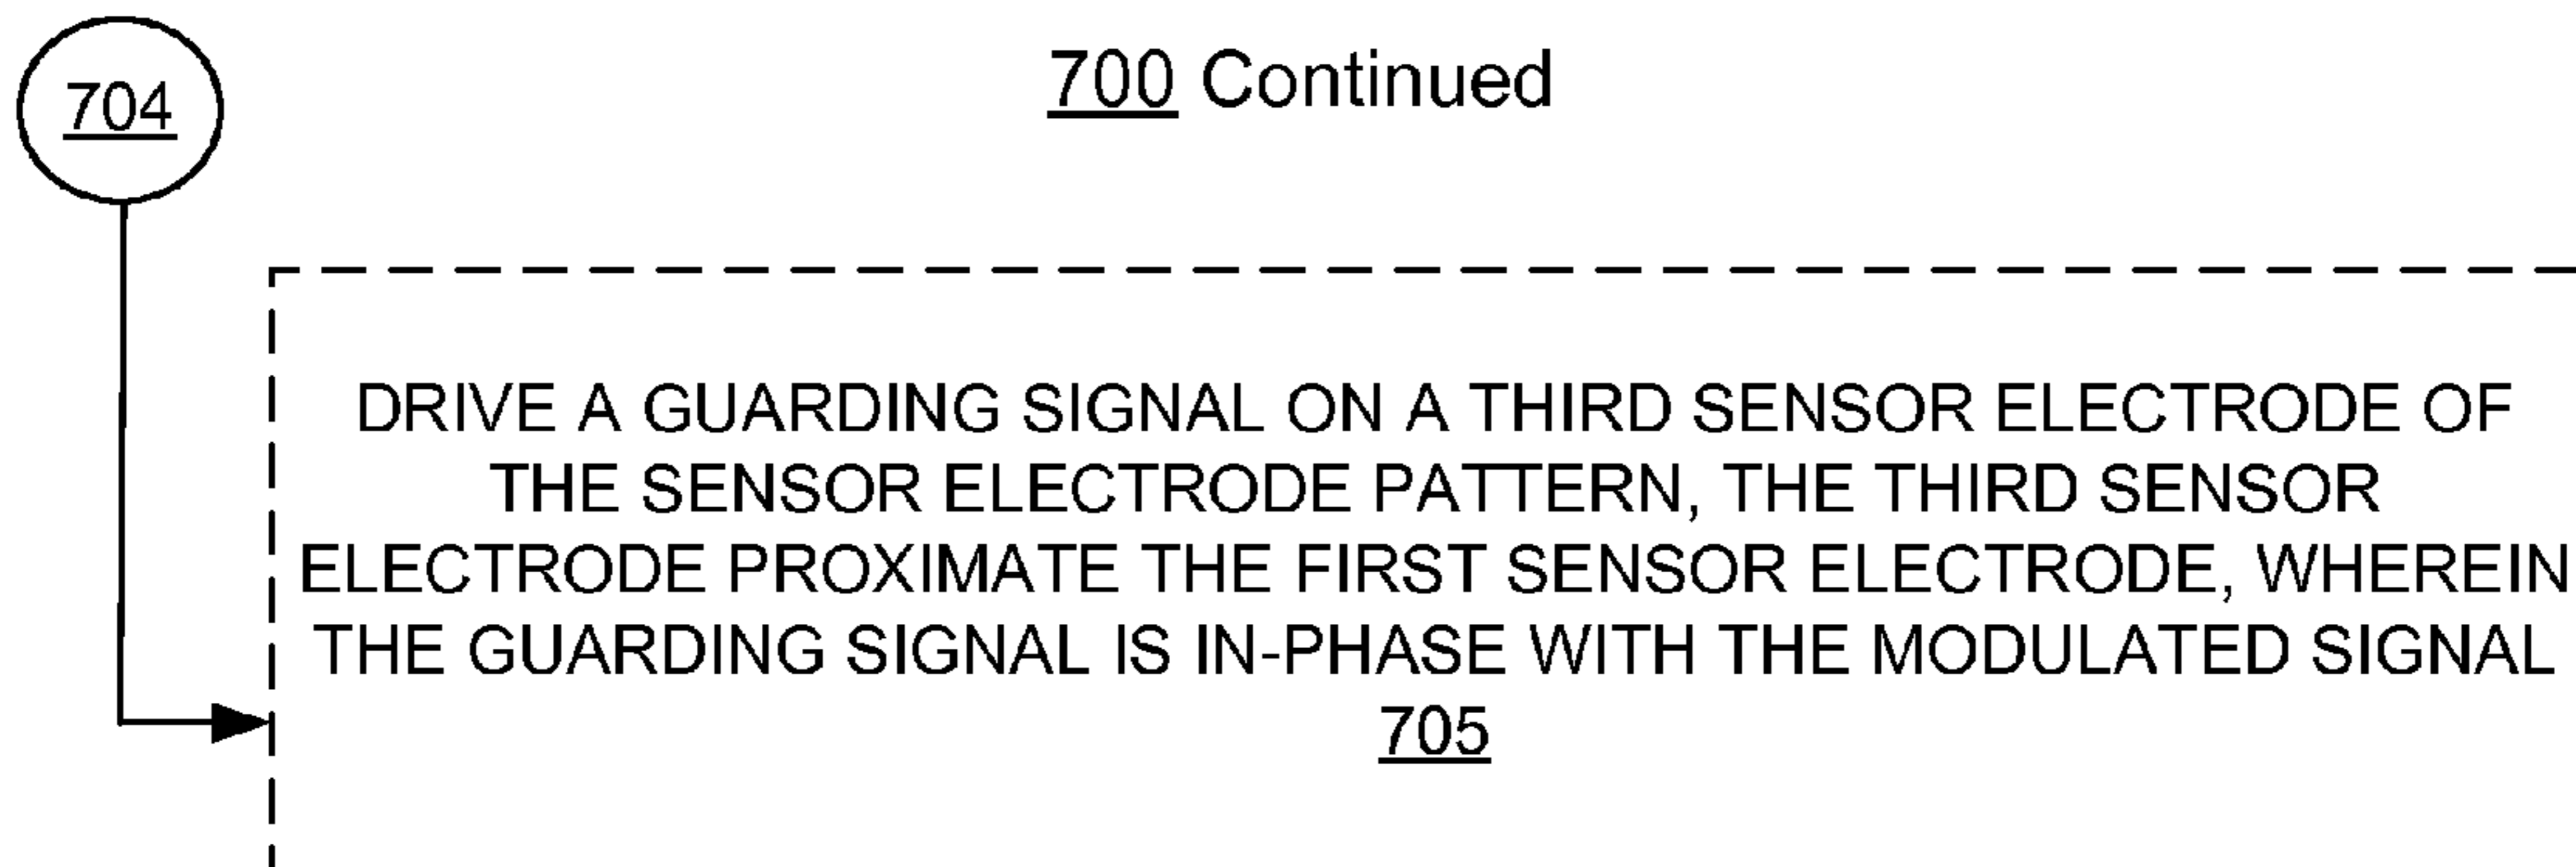 704
700 Continued
DRIVE A GUARDING SIGNAL ON A THIRD SENSOR ELECTRODE OF
THE SENSOR ELECTRODE PATTERN, THE THIRD SENSOR
ELECTRODE PROXIMATE THE FIRST SENSOR ELECTRODE, WHEREIN
THE GUARDING SIGNAL IS IN-PHASE WITH THE MODULATED SIGNAL
705